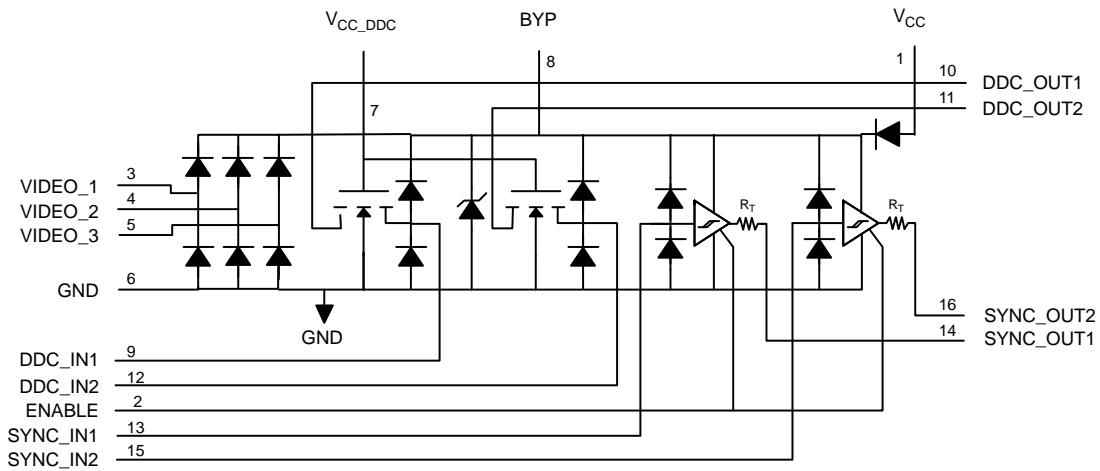 V_CC_DDC
BYP
V_CC
8
1
10
DDC_OUT1
11
DDC_OUT2
7
3
VIDEO_1
4
VIDEO_2
5
VIDEO_3
R_T
R_T
6
GND
16
SYNC_OUT2
GND
14
SYNC_OUT1
9
DDC_IN1
12
DDC_IN2
2
ENABLE
13
SYNC_IN1
15
SYNC_IN2